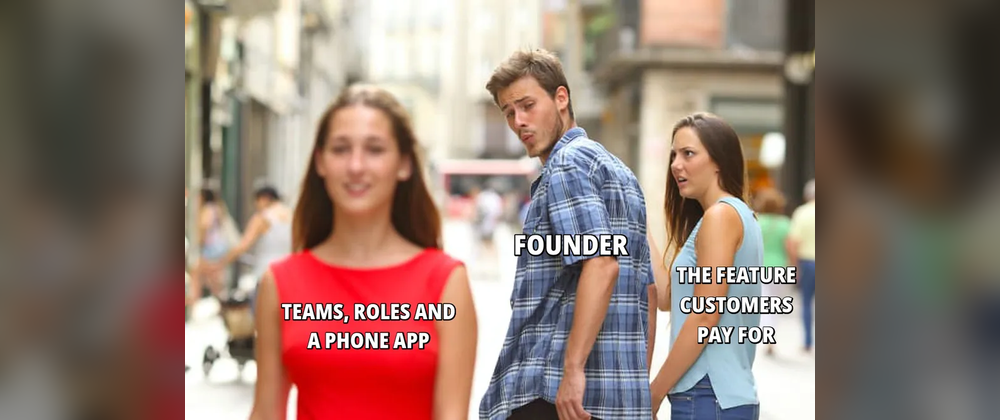 TEAMS, ROLES AND
A PHONE APP
FOUNDER
THE FEATURE
CUSTOMERS
PAY FOR